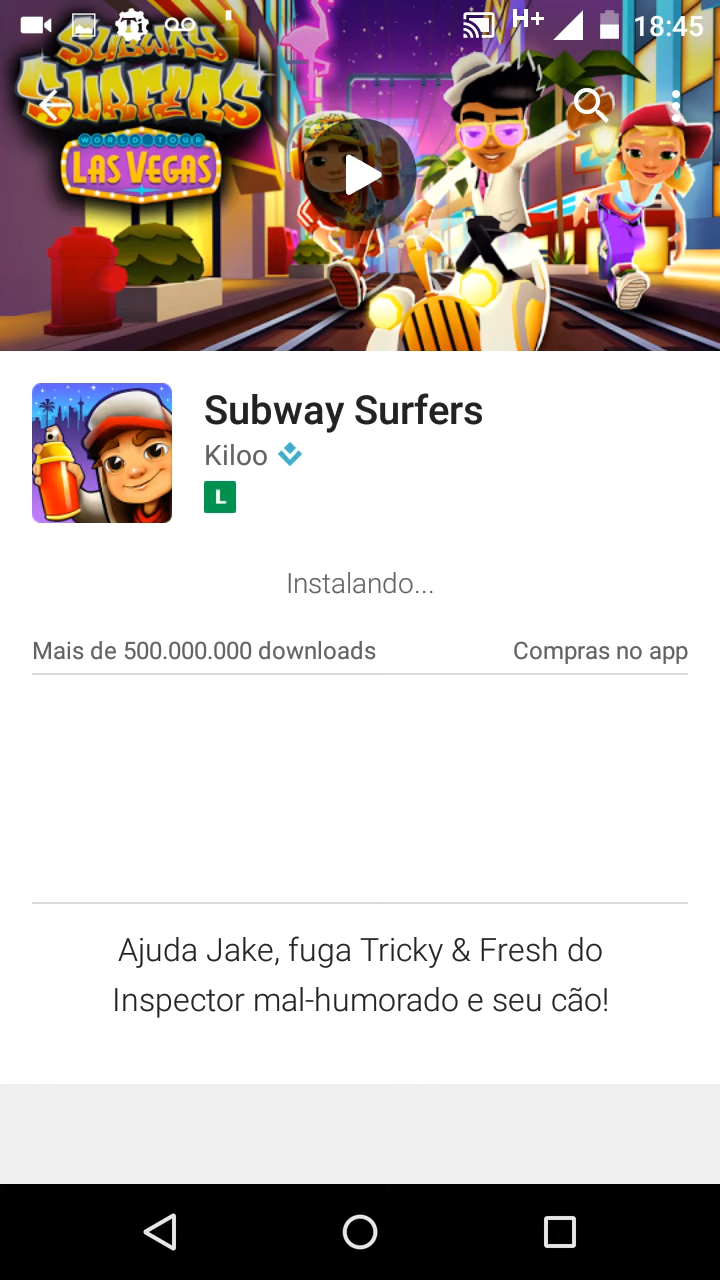 H+ 18:45
SUBWAY
SURFERS
WORLD TOUR
LAS VEGAS
Subway Surfers
Kiloo
L
Instalando...
Mais de 500.000.000 downloads
Compras no app
Ajuda Jake, fuga Tricky & Fresh do
Inspector mal-humorado e seu cão!